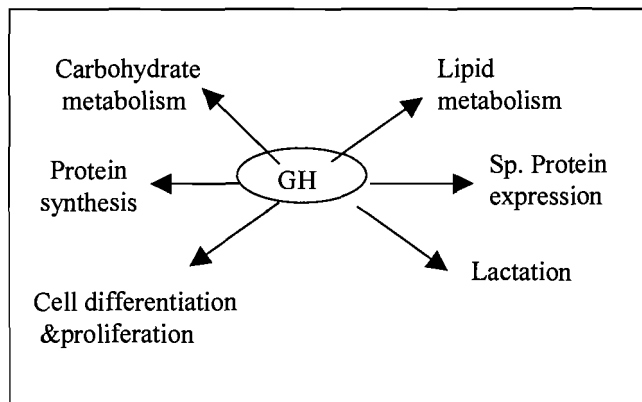 Carbohydrate
metabolism
Lipid
metabolism
Protein
synthesis
GH
Sp. Protein
expression
Cell differentiation
&proliferation
Lactation